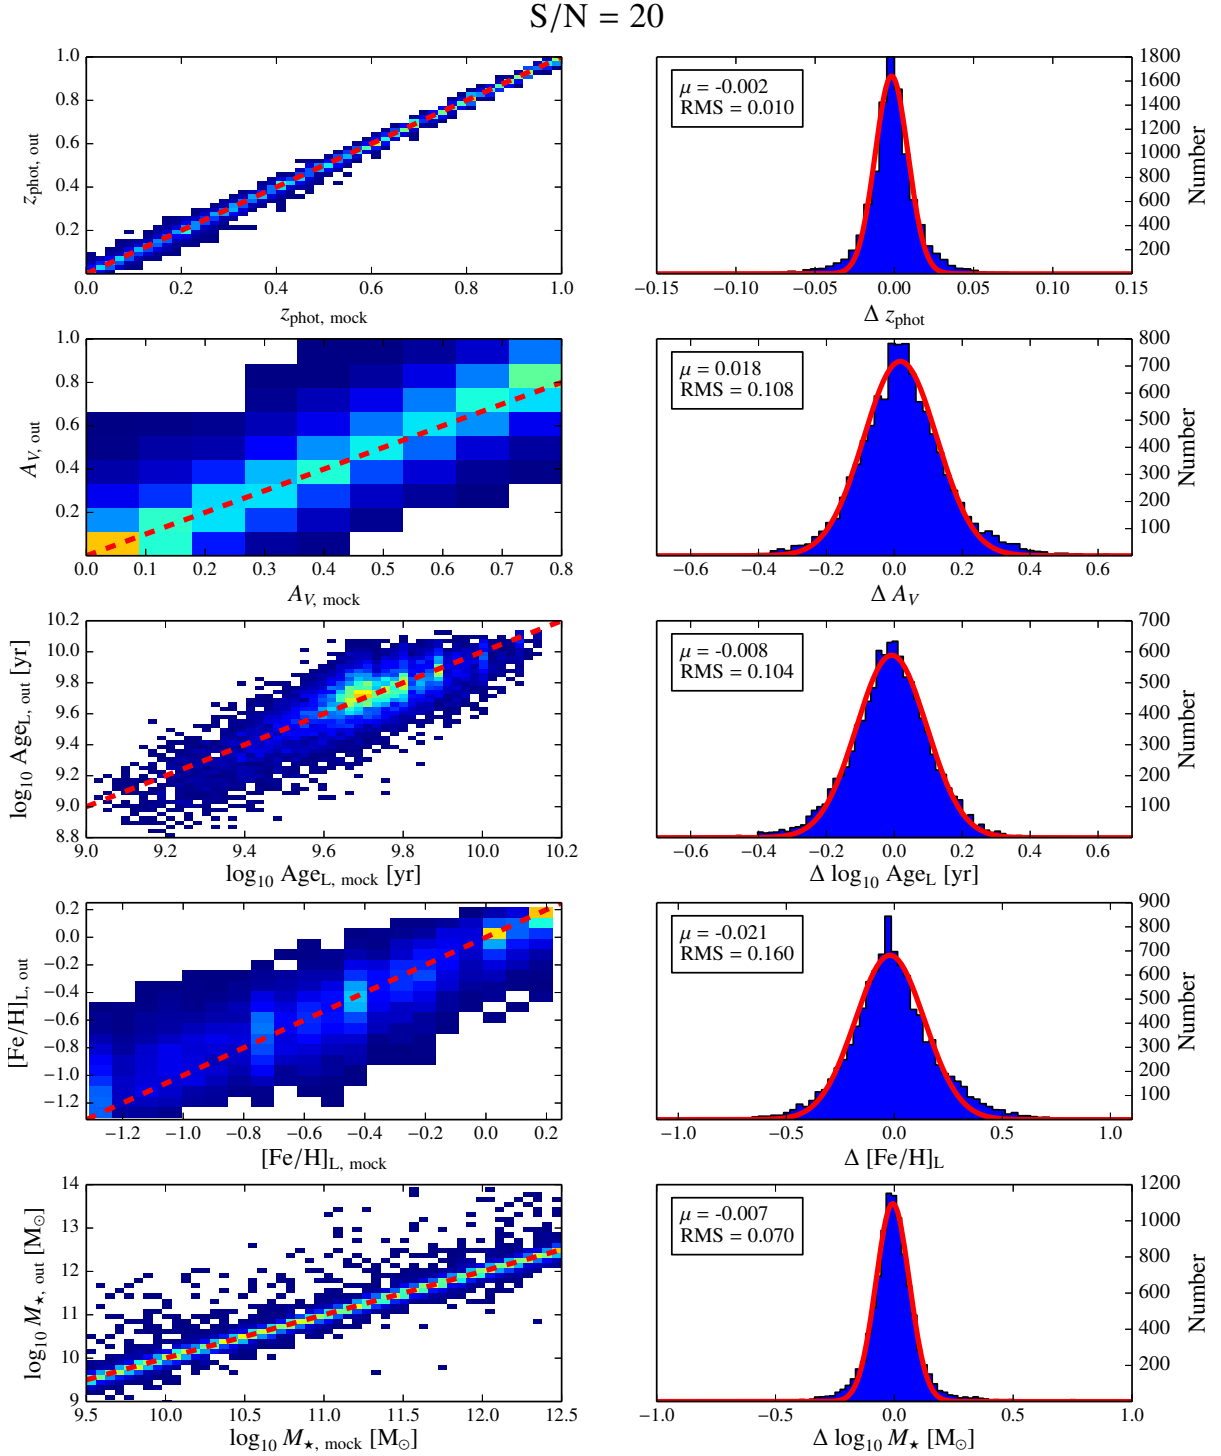 S/N = 20
1.0
0.8
0.6
0.4
0.2
z_phot, out
0.0 0.2 0.4 0.6 0.8 1.0
z_phot, mock
μ = -0.002
RMS = 0.010
1800
1600
1400
1200
1000
800
600
400
200
Number
−0.15 −0.10 −0.05 0.00 0.05 0.10 0.15
Δ z_phot
1.0
0.8
0.6
0.4
0.2
A_V, out
0.0 0.1 0.2 0.3 0.4 0.5 0.6 0.7 0.8
A_V, mock
μ = 0.018
RMS = 0.108
800
700
600
500
400
300
200
100
Number
−0.6 −0.4 −0.2 0.0 0.2 0.4 0.6
Δ A_V
10.2
10.0
9.8
9.6
9.4
9.2
9.0
8.8
log₁₀ Age_L, out [yr]
9.0 9.2 9.4 9.6 9.8 10.0 10.2
log₁₀ Age_L, mock [yr]
μ = -0.008
RMS = 0.104
700
600
500
400
300
200
100
Number
−0.6 −0.4 −0.2 0.0 0.2 0.4 0.6
Δ log₁₀ Age_L [yr]
0.2
0.0
−0.2
−0.4
−0.6
−0.8
−1.0
−1.2
[Fe/H]_L, out
−1.2 −1.0 −0.8 −0.6 −0.4 −0.2 0.0 0.2
[Fe/H]_L, mock
μ = -0.021
RMS = 0.160
900
800
700
600
500
400
300
200
100
Number
−1.0 −0.5 0.0 0.5 1.0
Δ [Fe/H]_L
14
13
12
11
10
9
log₁₀ M_★, out [M_⊙]
9.5 10.0 10.5 11.0 11.5 12.0 12.5
log₁₀ M_★, mock [M_⊙]
μ = -0.007
RMS = 0.070
1200
1000
800
600
400
200
Number
−1.0 −0.5 0.0 0.5 1.0
Δ log₁₀ M_★ [M_⊙]